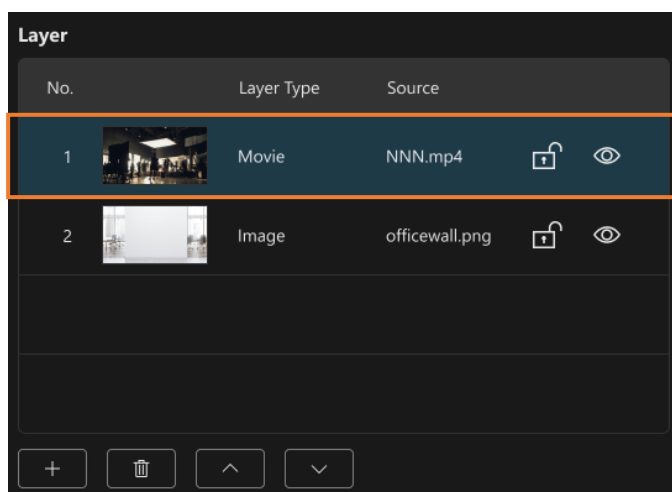 Layer
No. Layer Type Source
1 Movie NNN.mp4
2 Image officewall.png